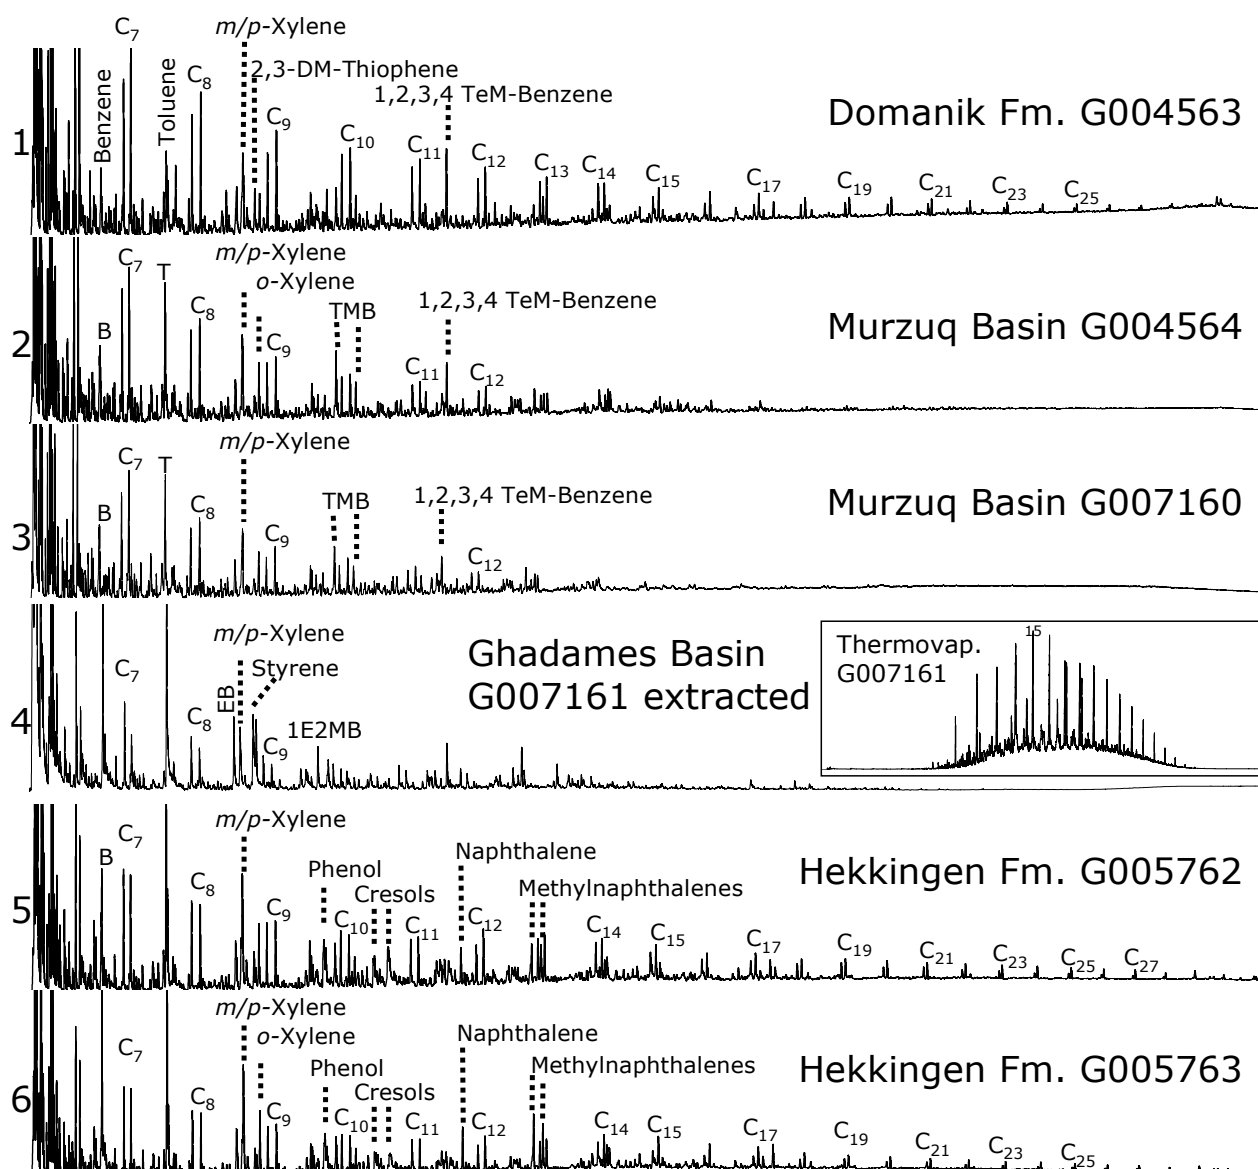 1
C7
m/p-Xylene
Benzene
Toluene
C8
2,3-DM-Thiophene
C9
1,2,3,4 TeM-Benzene
C10
C11
C12
C13
C14
C15
C17
C19
C21
C23
C25
Domanik Fm. G004563
2
B
C7
T
C8
m/p-Xylene
o-Xylene
C9
TMB
C11
1,2,3,4 TeM-Benzene
C12
Murzuq Basin G004564
3
B
C7
T
C8
m/p-Xylene
C9
TMB
1,2,3,4 TeM-Benzene
C12
Murzuq Basin G007160
4
C7
C8
EB
m/p-Xylene
Styrene
C9
1E2MB
Ghadames Basin
G007161 extracted
Thermovap.
G007161
15
5
B
C7
C8
m/p-Xylene
C9
Phenol
C10
Cresols
C11
Naphthalene
C12
Methylnaphthalenes
C14
C15
C17
C19
C21
C23
C25
C27
Hekkingen Fm. G005762
6
C7
C8
m/p-Xylene
o-Xylene
C9
Phenol
C10
Cresols
C11
Naphthalene
C12
Methylnaphthalenes
C14
C15
C17
C19
C21
C23
C25
Hekkingen Fm. G005763